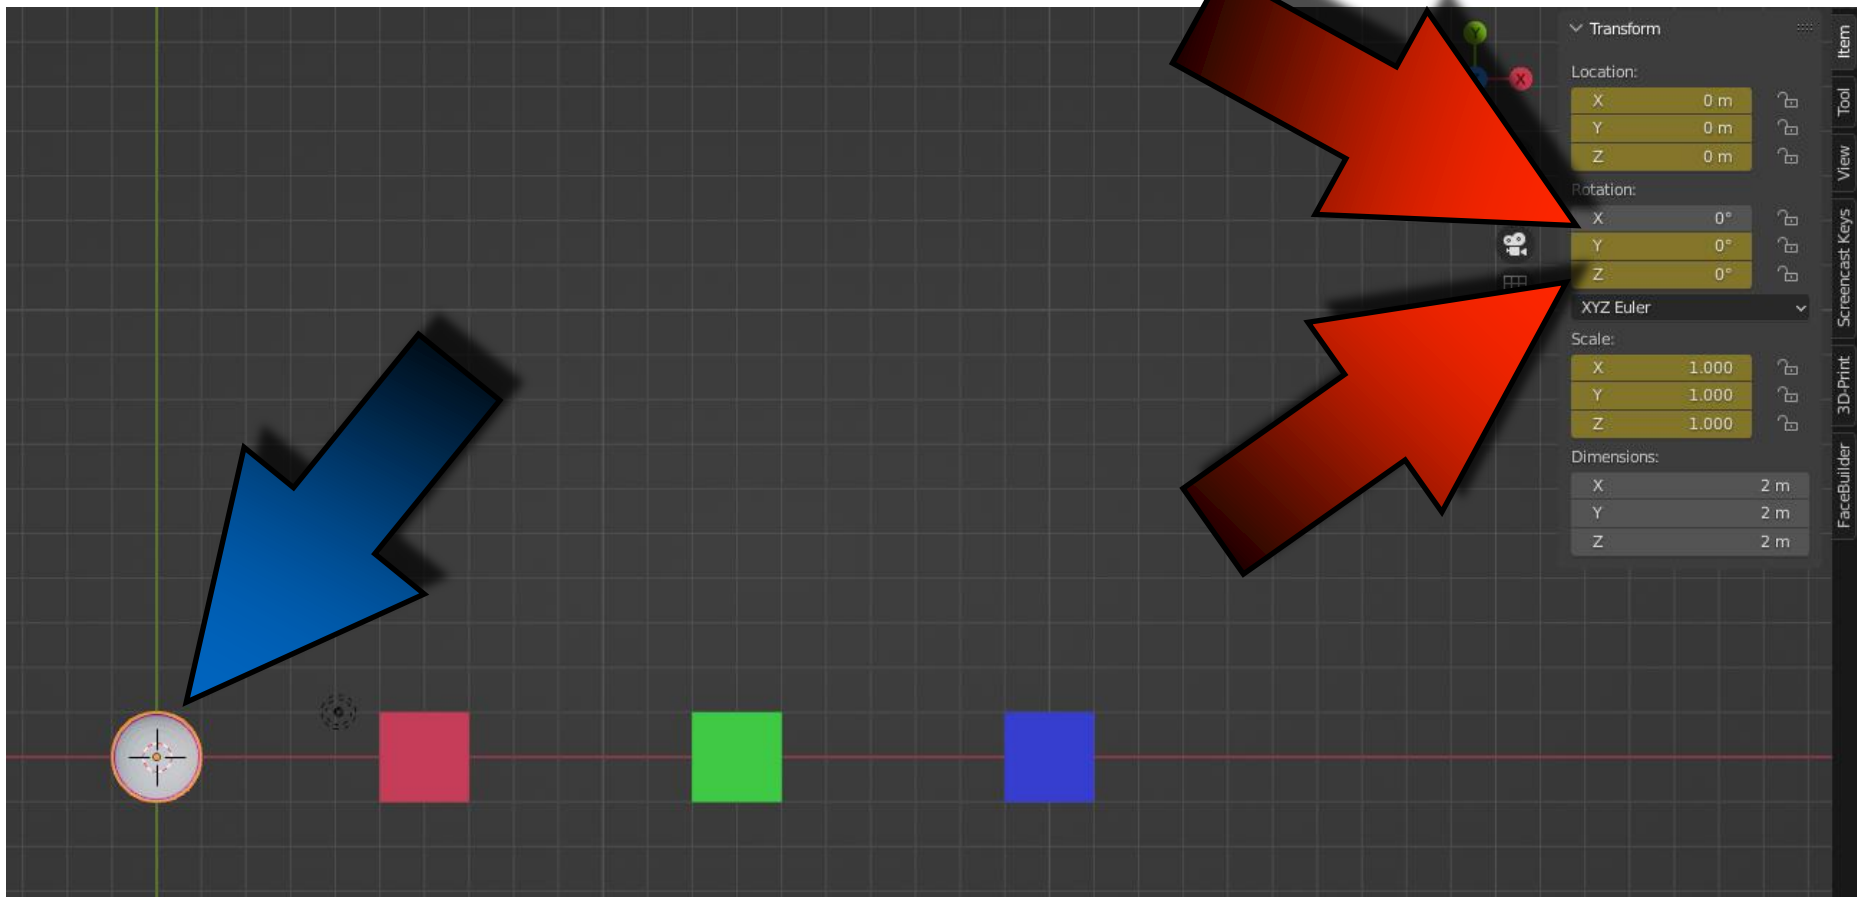 Transform
Location:
X 0 m
Y 0 m
Z 0 m
Rotation:
X 0°
Y 0°
Z 0°
XYZ Euler
Scale:
X 1.000
Y 1.000
Z 1.000
Dimensions:
X 2 m
Y 2 m
Z 2 m
Item
Tool
View
Screencast Keys
3D-Print
FaceBuilder
Y
X